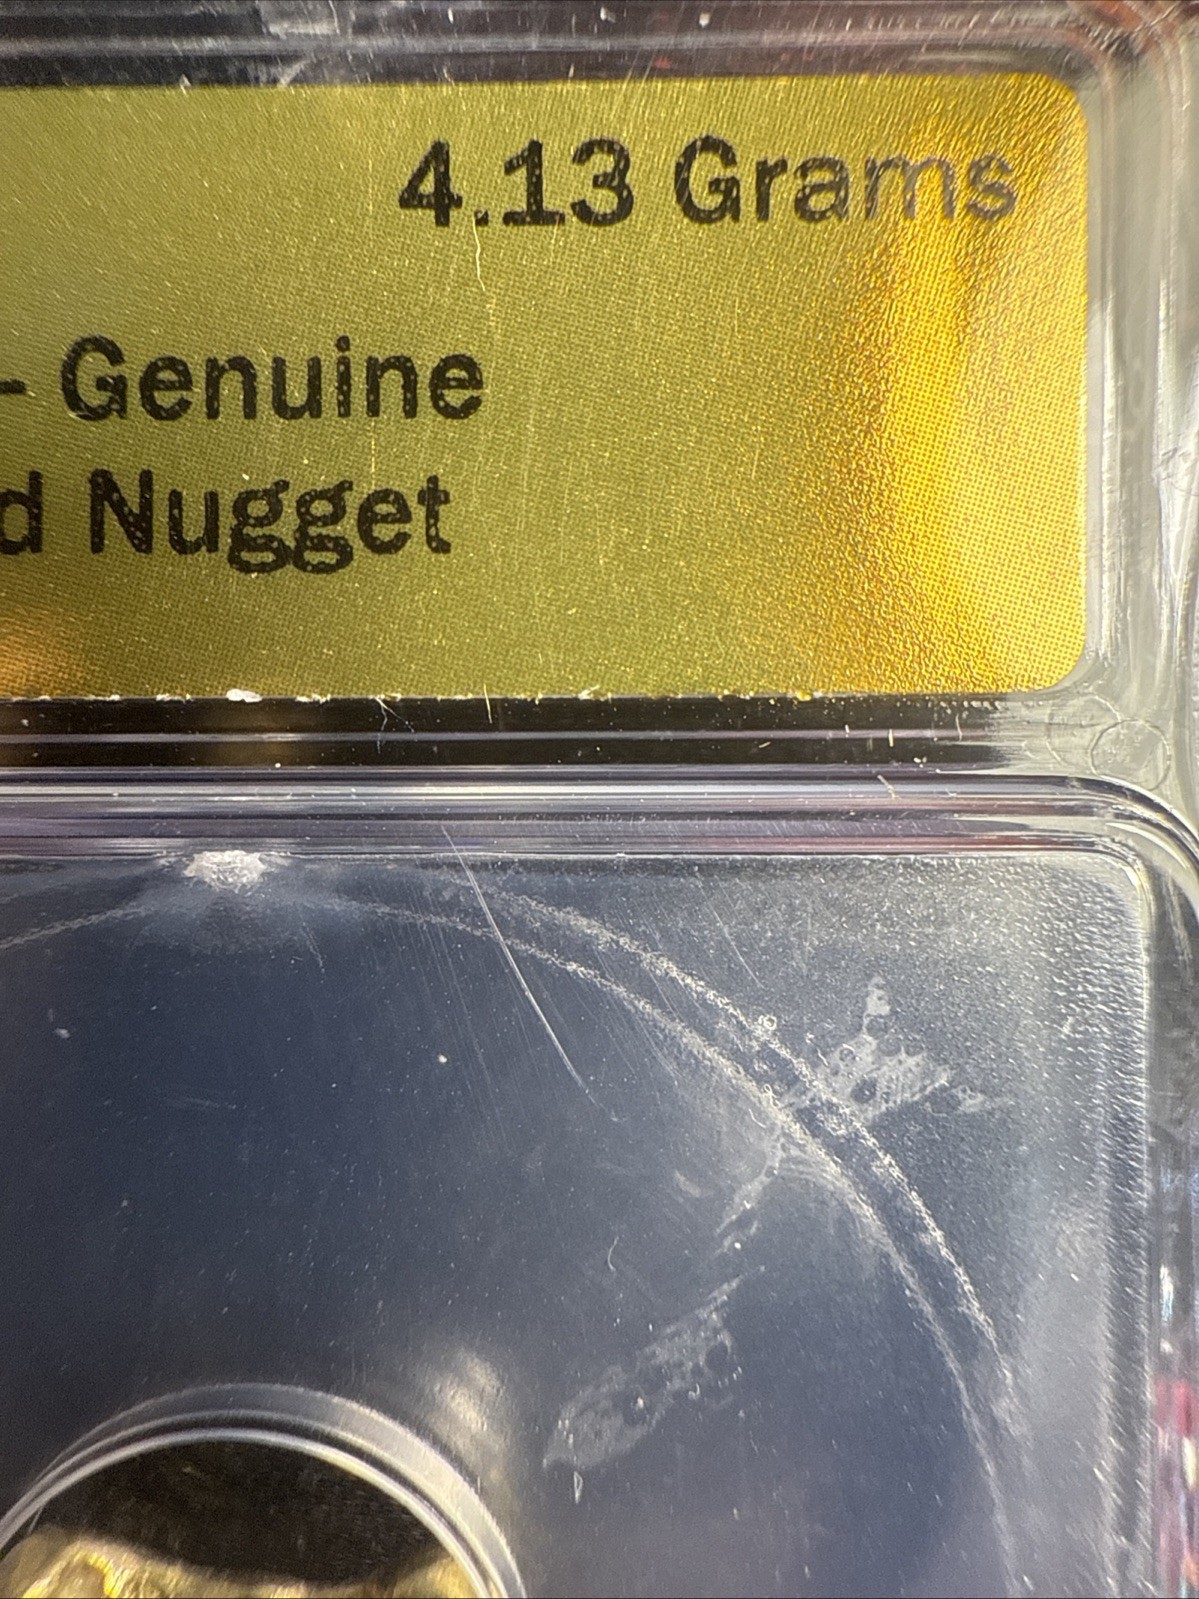 4.13 Grams
- Genuine
d Nugget